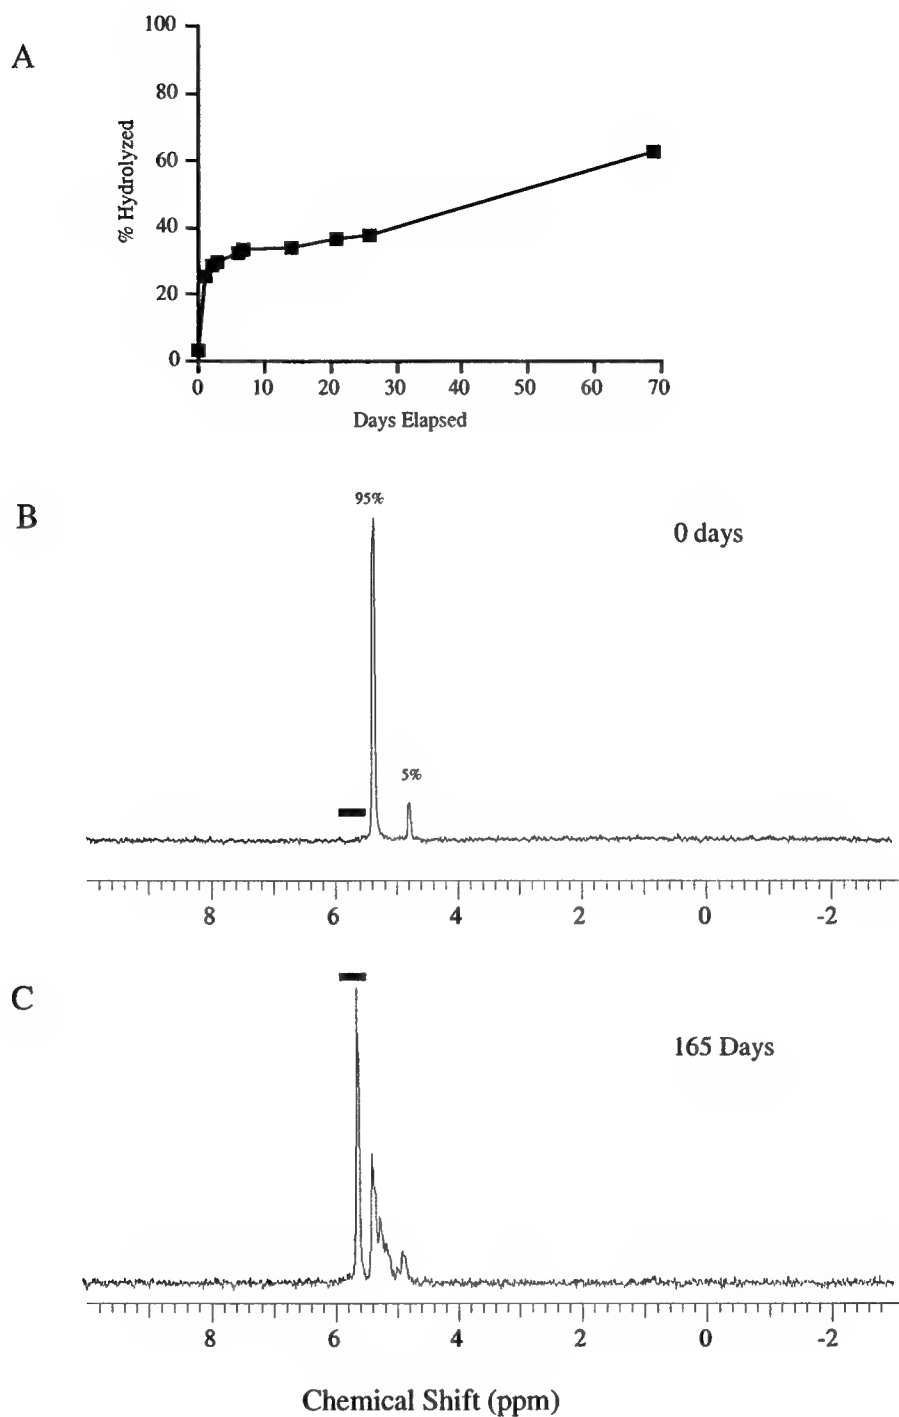 A
% Hydrolyzed
100
80
60
40
20
0
0 10 20 30 40 50 60 70
Days Elapsed
B
95%
0 days
5%
8 6 4 2 0 -2
C
165 Days
8 6 4 2 0 -2
Chemical Shift (ppm)